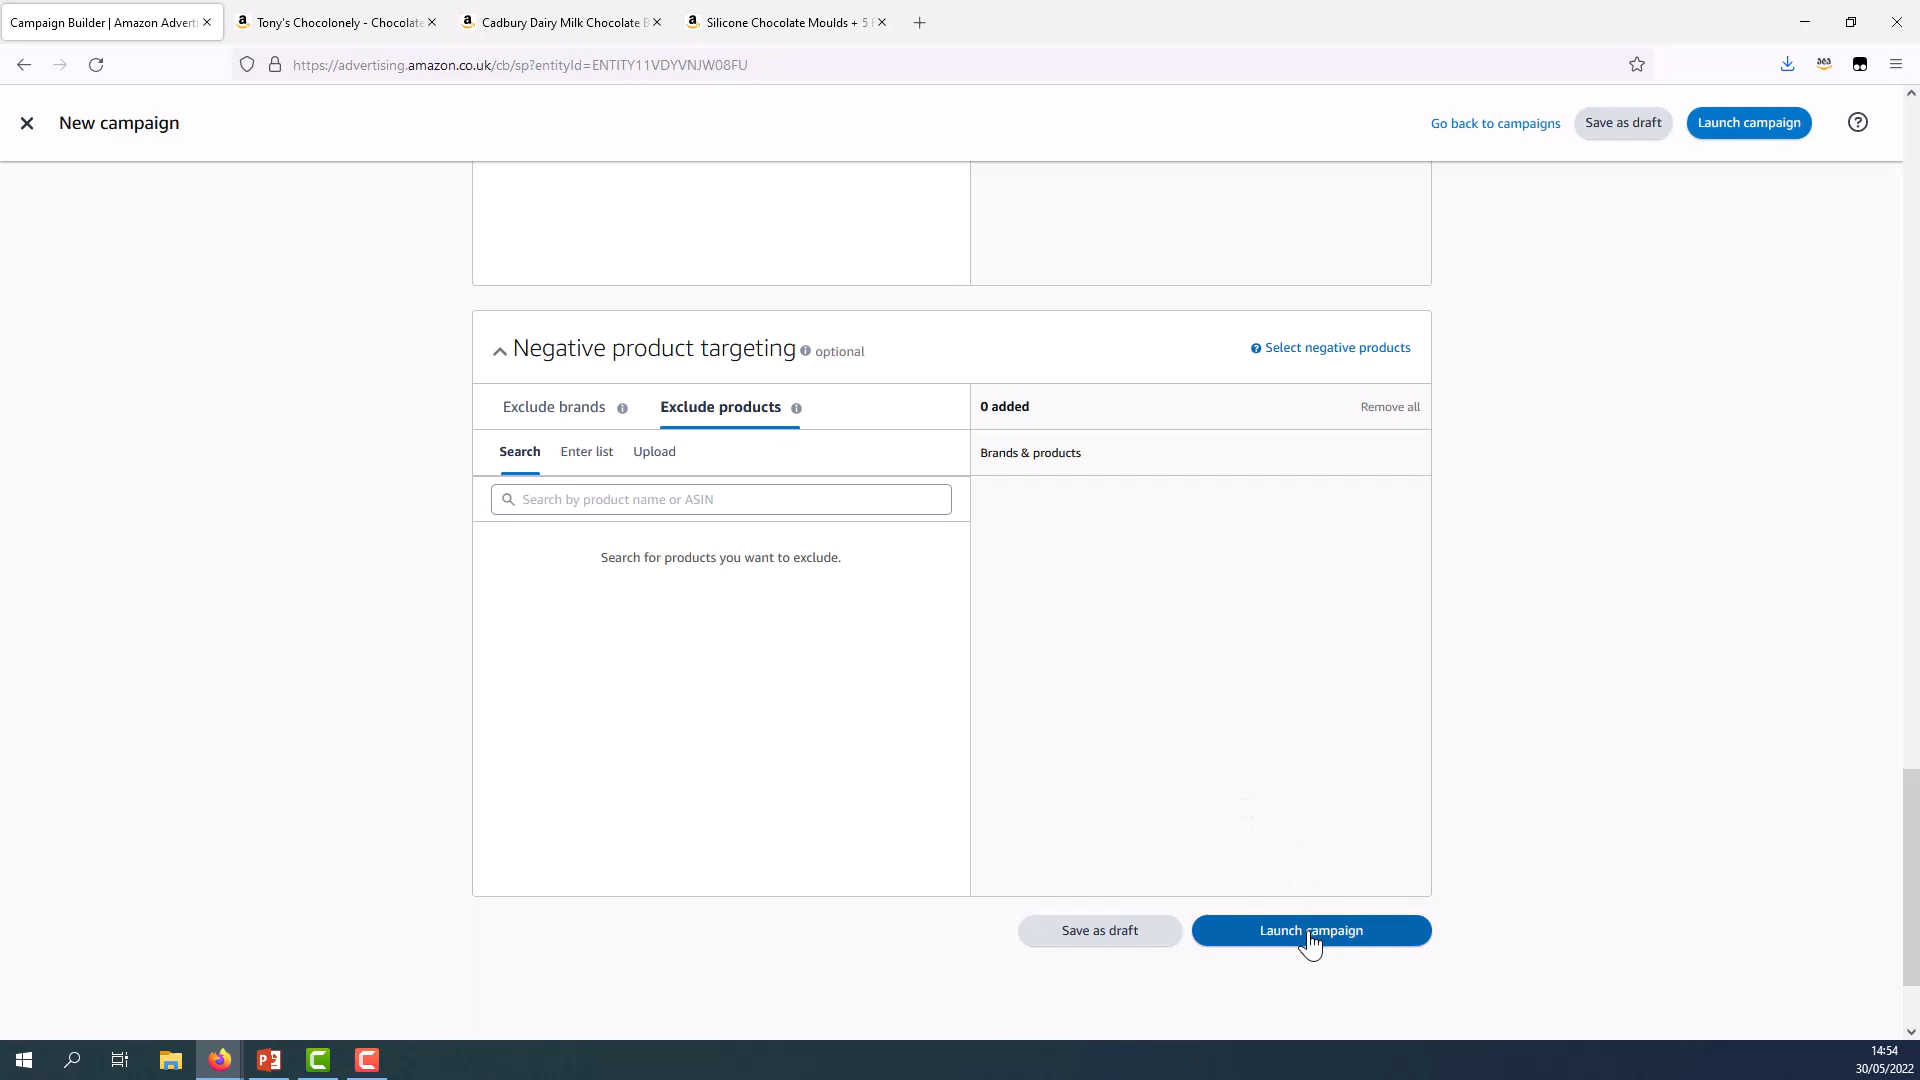 Campaign Builder | Amazon Adverti
Tony's Chocolonely - Chocolate
Cadbury Dairy Milk Chocolate B
Silicone Chocolate Moulds + 5 F
https://advertising.amazon.co.uk/cb/sp?entityId=ENTITY11VDYVNJW08FU
New campaign
Go back to campaigns
Save as draft
Launch campaign
Negative product targeting
optional
Select negative products
Exclude brands
Exclude products
0 added
Remove all
Search
Enter list
Upload
Brands & products
Search by product name or ASIN
Search for products you want to exclude.
Save as draft
Launch campaign
14:54
30/05/2022